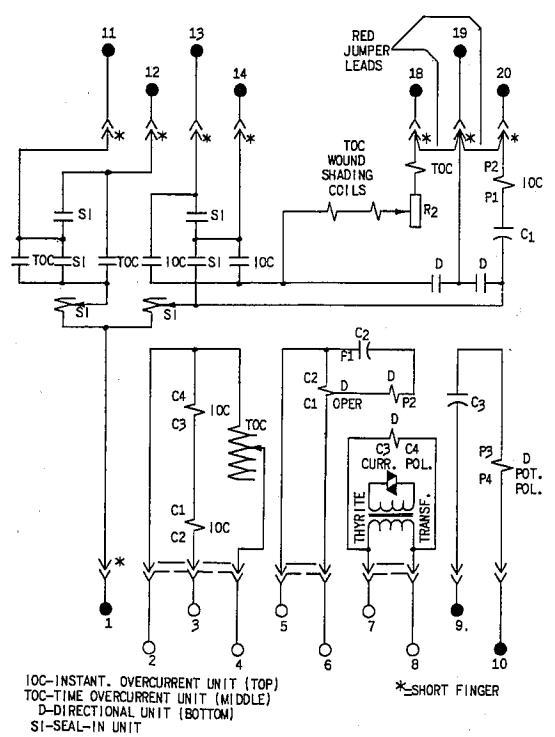 11
13
RED
JUMPER
LEADS
19
12
14
18
20
*
*
*
*
*
*
*
TOC
WOUND
SHADING
COILS
TOC
P2
IOC
P1
R2
SI
SI
C1
TOC
SI
TOC
IOC
SI
IOC
D
D
SI
SI
C2
F1
C4
IOC
C3
TOC
C2
D
C1
OPER
D
P2
C3
D
C3
C4
CURR.
POL.
P3
D
P4
POT.
POL.
THYRITE
TRANSF.
C1
IOC
C2
*
1
3
5
7
9.
2
4
6
8
10
IOC-INSTANT. OVERCURRENT UNIT (TOP)
TOC-TIME OVERCURRENT UNIT (MIDDLE)
D-DIRECTIONAL UNIT (BOTTOM)
SI-SEAL-IN UNIT
*=SHORT FINGER